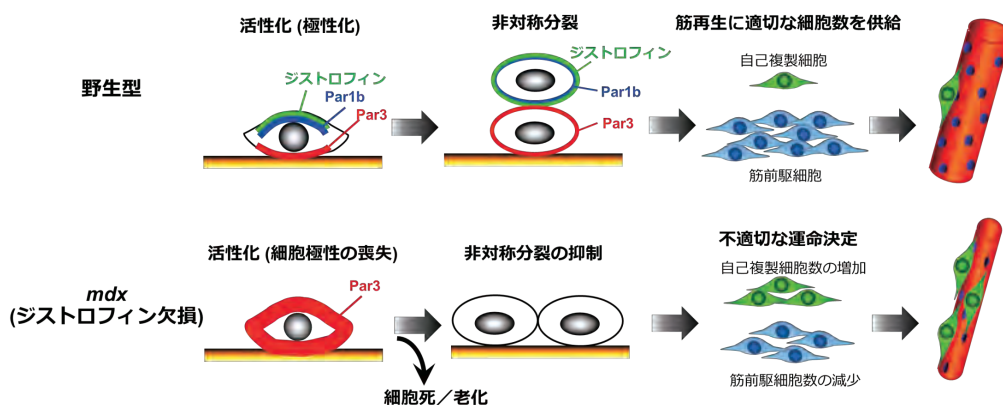 活性化 (極性化)
非対称分裂
筋再生に適切な細胞数を供給
野生型
ジストロフィン
Par1b
Par3
ジストロフィン
Par1b
Par3
自己複製細胞
筋前駆細胞
活性化 (細胞極性の喪失)
非対称分裂の抑制
不適切な運命決定
mdx
(ジストロフィン欠損)
Par3
細胞死／老化
自己複製細胞数の増加
筋前駆細胞数の減少